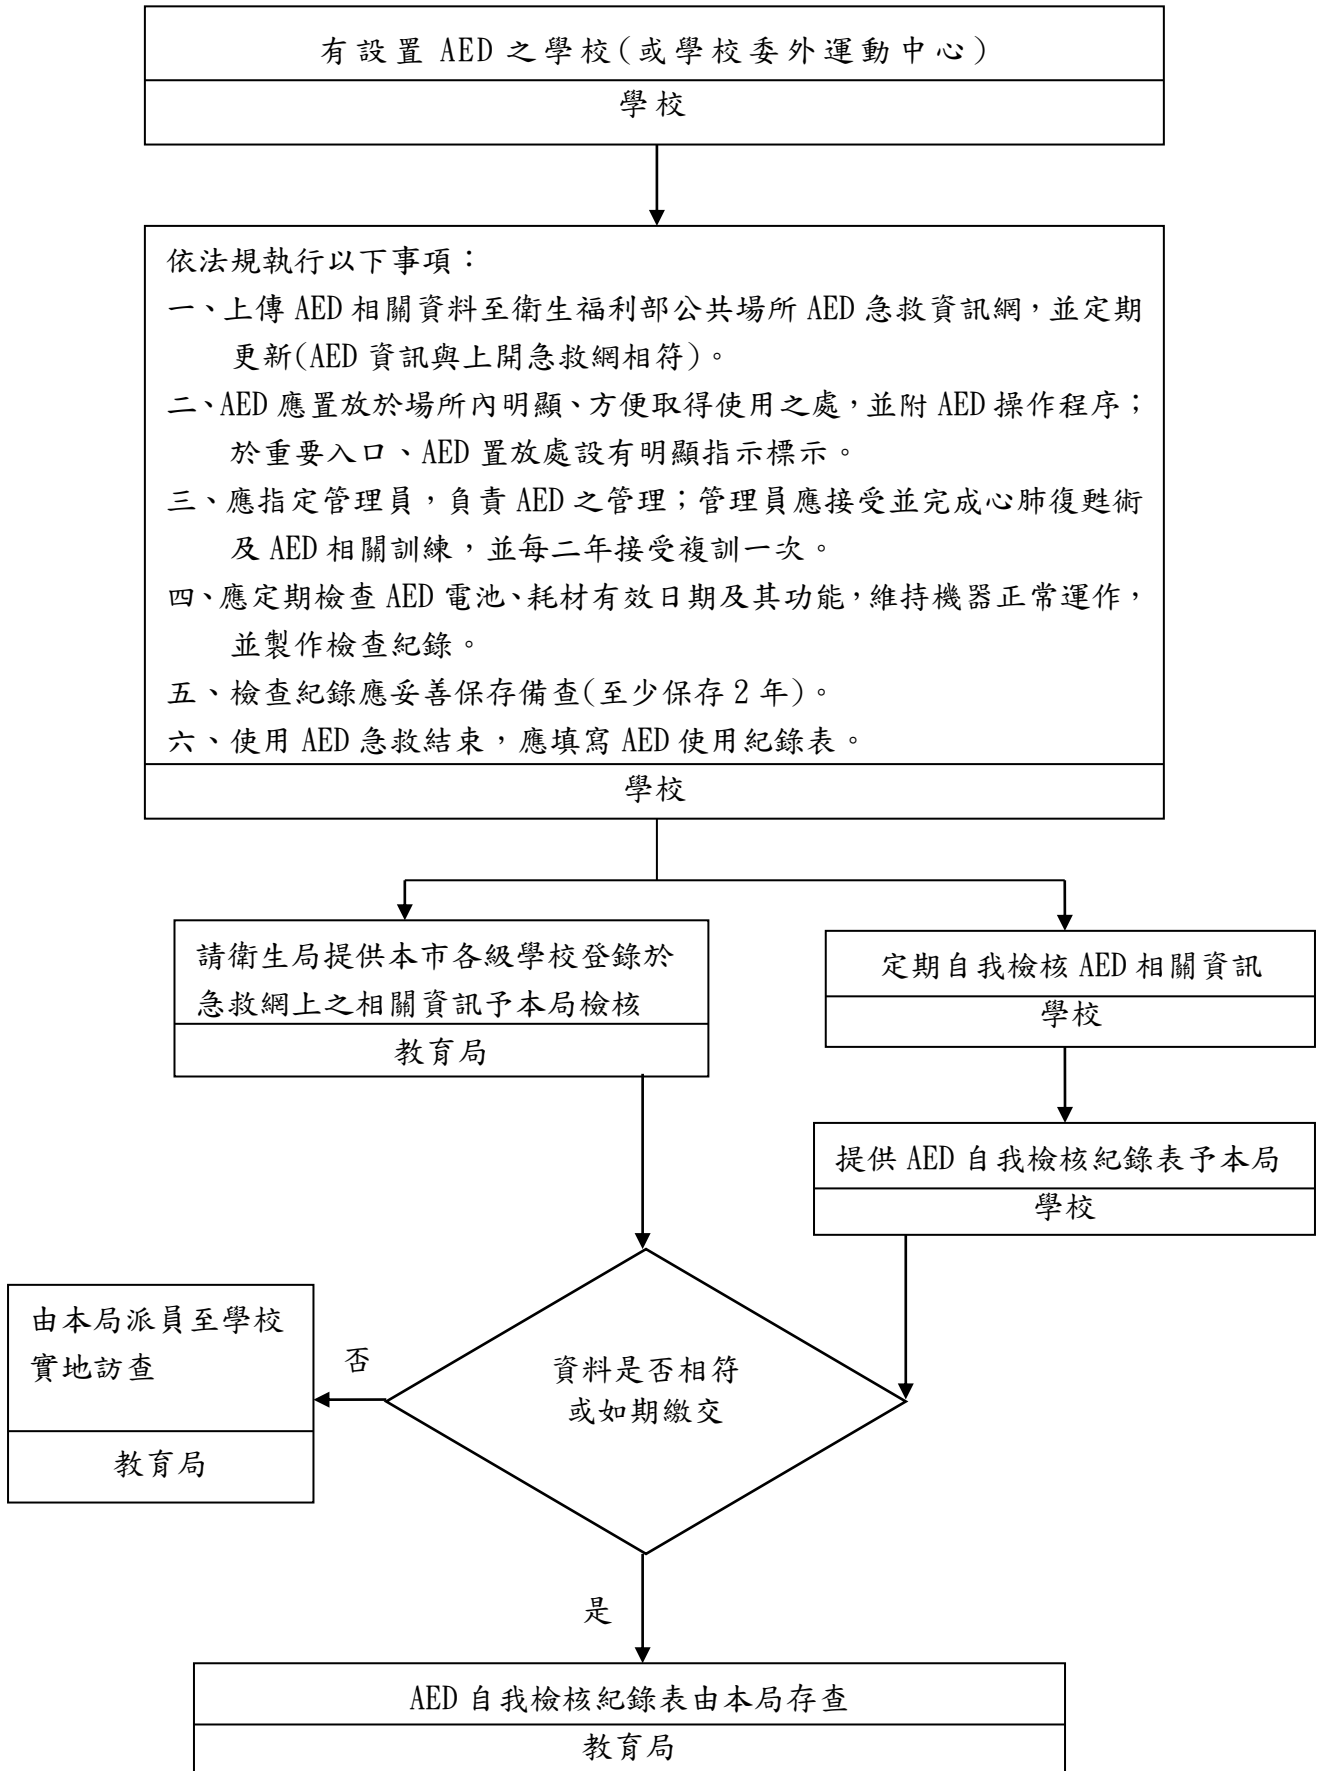 有設置 AED 之學校(或學校委外運動中心)
學校
依法規執行以下事項：
一、上傳 AED 相關資料至衛生福利部公共場所 AED 急救資訊網，並定期
更新(AED 資訊與上開急救網相符)。
二、AED 應置放於場所內明顯、方便取得使用之處，並附 AED 操作程序；
於重要入口、AED 置放處設有明顯指示標示。
三、應指定管理員，負責 AED 之管理；管理員應接受並完成心肺復甦術
及 AED 相關訓練，並每二年接受複訓一次。
四、應定期檢查 AED 電池、耗材有效日期及其功能，維持機器正常運作，
並製作檢查紀錄。
五、檢查紀錄應妥善保存備查(至少保存 2 年)。
六、使用 AED 急救結束，應填寫 AED 使用紀錄表。
學校
請衛生局提供本市各級學校登錄於
急救網上之相關資訊予本局檢核
教育局
定期自我檢核 AED 相關資訊
學校
提供 AED 自我檢核紀錄表予本局
學校
資料是否相符
或如期繳交
否
由本局派員至學校
實地訪查
教育局
是
AED 自我檢核紀錄表由本局存查
教育局